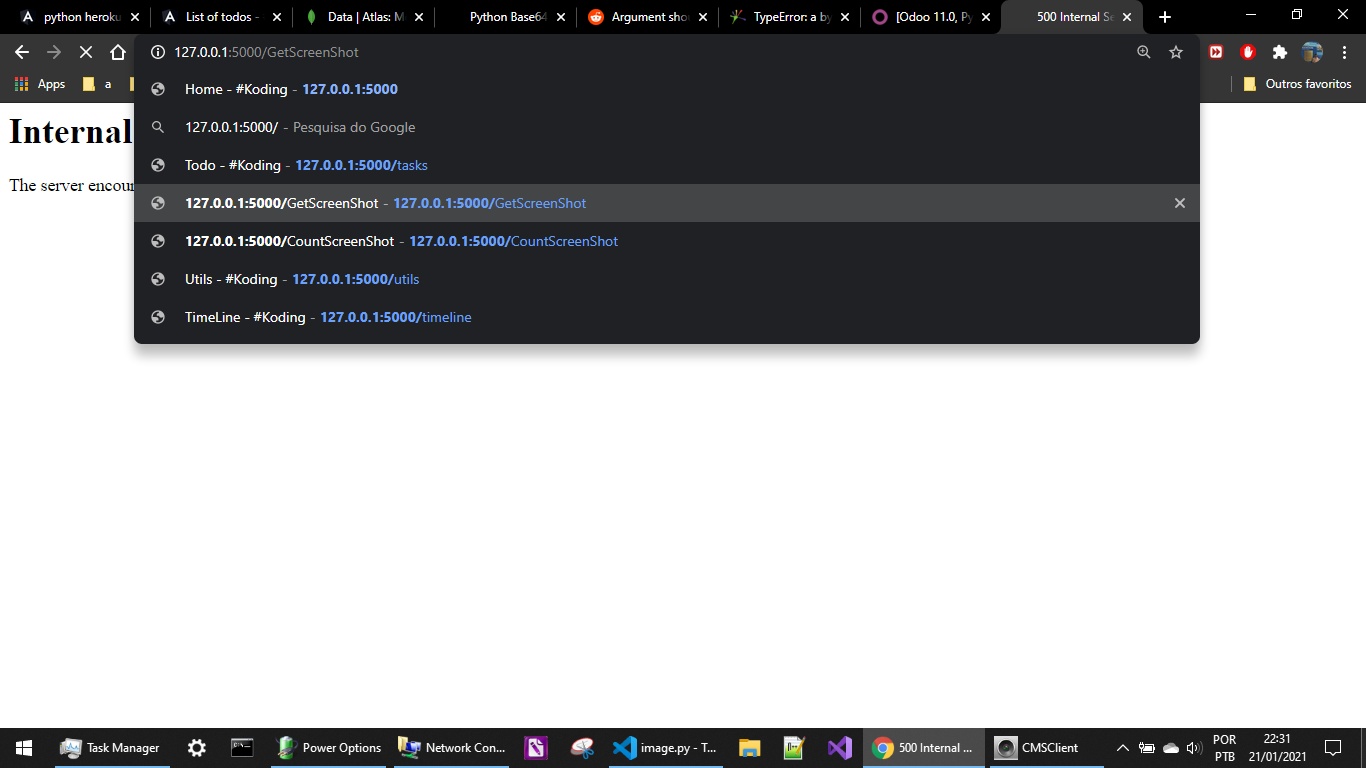 python heroku
List of todos -
Data | Atlas: M
Python Base64
Argument sho
TypeError: a by
[Odoo 11.0, Py
500 Internal Se
127.0.0.1:5000/GetScreenShot
Apps
a
Outros favoritos
Home - #Koding - 127.0.0.1:5000
127.0.0.1:5000/ - Pesquisa do Google
Todo - #Koding - 127.0.0.1:5000/tasks
127.0.0.1:5000/GetScreenShot - 127.0.0.1:5000/GetScreenShot
127.0.0.1:5000/CountScreenShot - 127.0.0.1:5000/CountScreenShot
Utils - #Koding - 127.0.0.1:5000/utils
TimeLine - #Koding - 127.0.0.1:5000/timeline
Internal
The server encour
Task Manager
Power Options
Network Con...
image.py - T...
500 Internal ...
CMSClient
POR
PTB
22:31
21/01/2021